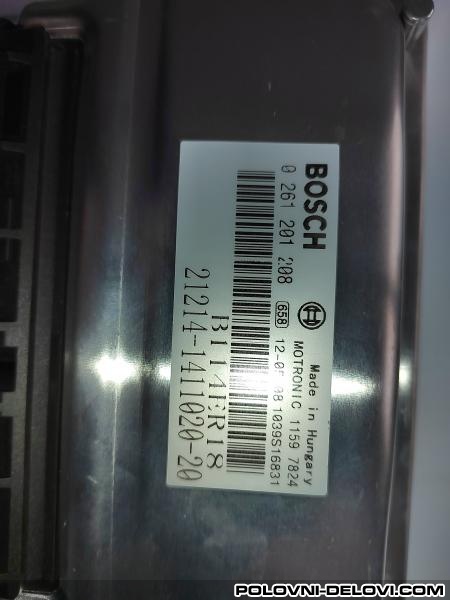 BOSCH
Made in Hungary
0 261 201 208
658
MOTRONIC 1159 7824
1039S16831
B114ER18
21214-1411020-20
POLOVNI-DELOVI.COM